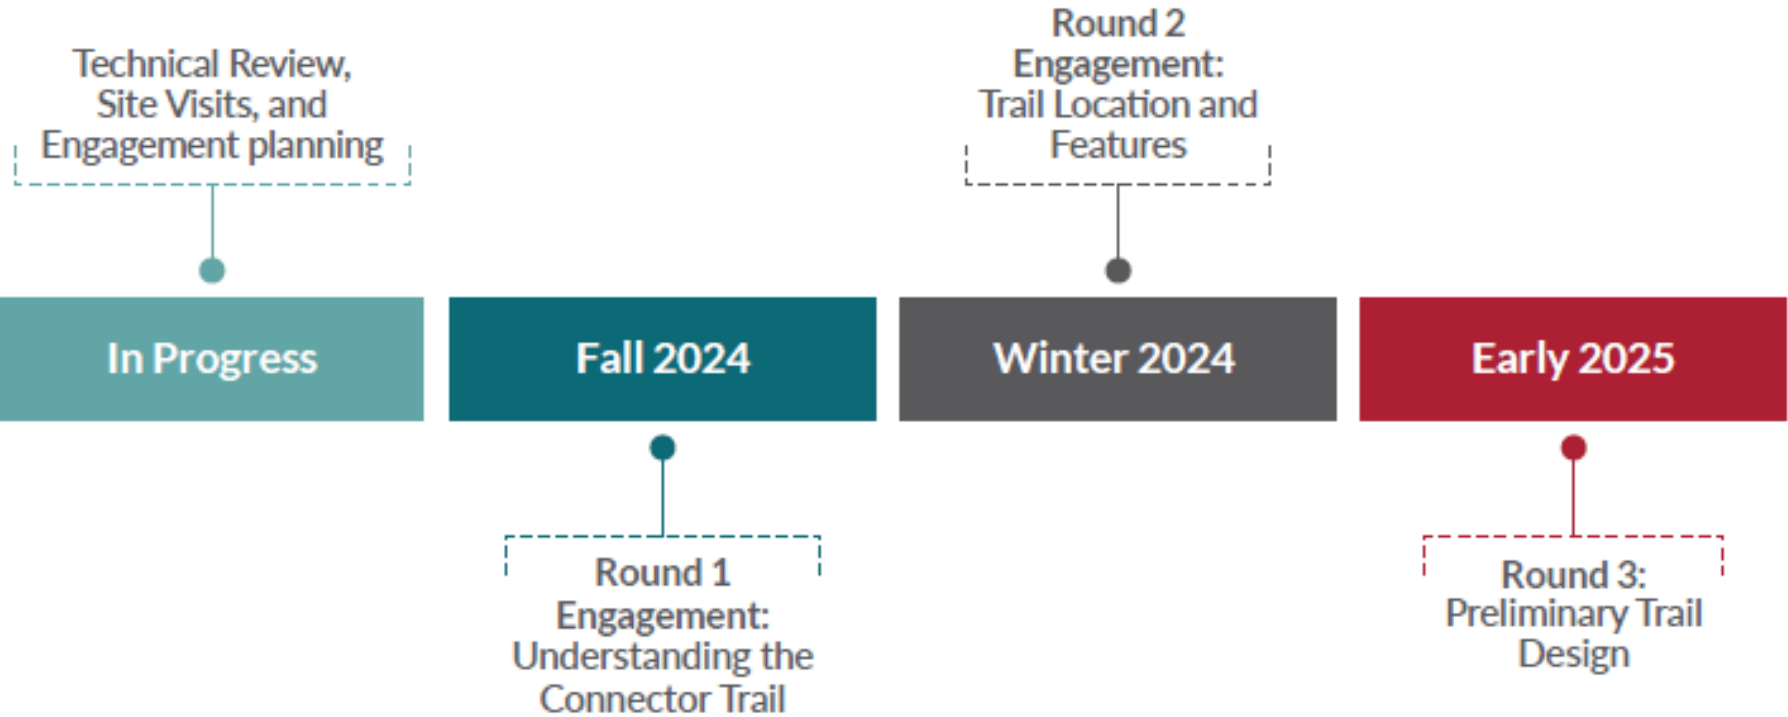 Technical Review,
Site Visits, and
Engagement planning
Round 2
Engagement:
Trail Location and
Features
In Progress
Fall 2024
Winter 2024
Early 2025
Round 1
Engagement:
Understanding the
Connector Trail
Round 3:
Preliminary Trail
Design